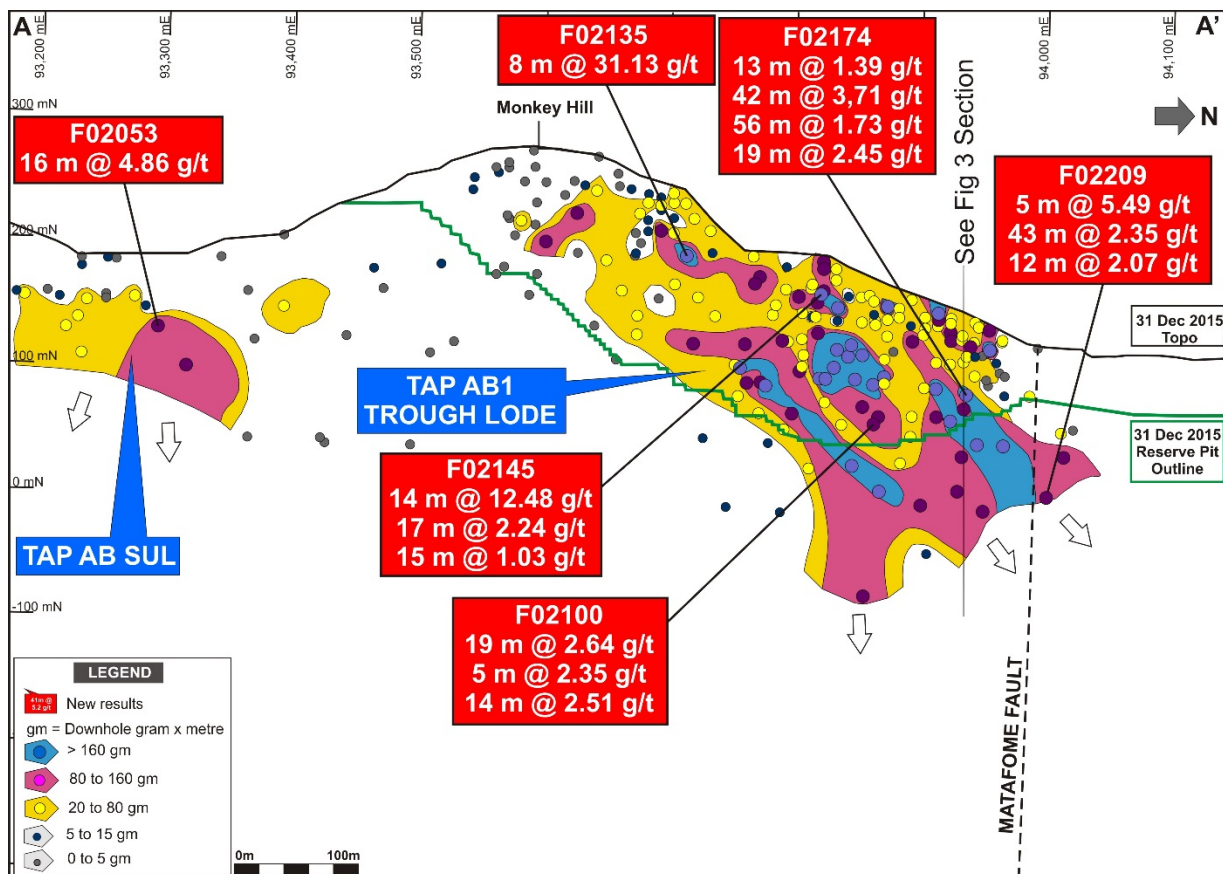 A
A'
93,200 mE
93,300 mE
93,400 mE
93,500 mE
94,000 mE
94,100 mE
300 mN
200 mN
100 mN
0 mN
-100 mN
F02053
16 m @ 4.86 g/t
Monkey Hill
F02135
8 m @ 31.13 g/t
F02174
13 m @ 1.39 g/t
42 m @ 3,71 g/t
56 m @ 1.73 g/t
19 m @ 2.45 g/t
See Fig 3 Section
N
F02209
5 m @ 5.49 g/t
43 m @ 2.35 g/t
12 m @ 2.07 g/t
31 Dec 2015
Topo
31 Dec 2015
Reserve Pit
Outline
TAP AB1
TROUGH LODE
TAP AB SUL
F02145
14 m @ 12.48 g/t
17 m @ 2.24 g/t
15 m @ 1.03 g/t
F02100
19 m @ 2.64 g/t
5 m @ 2.35 g/t
14 m @ 2.51 g/t
MATAFOME FAULT
LEGEND
41m @
5.2 g/t
New results
gm = Downhole gram x metre
> 160 gm
80 to 160 gm
20 to 80 gm
5 to 15 gm
0 to 5 gm
0m
100m